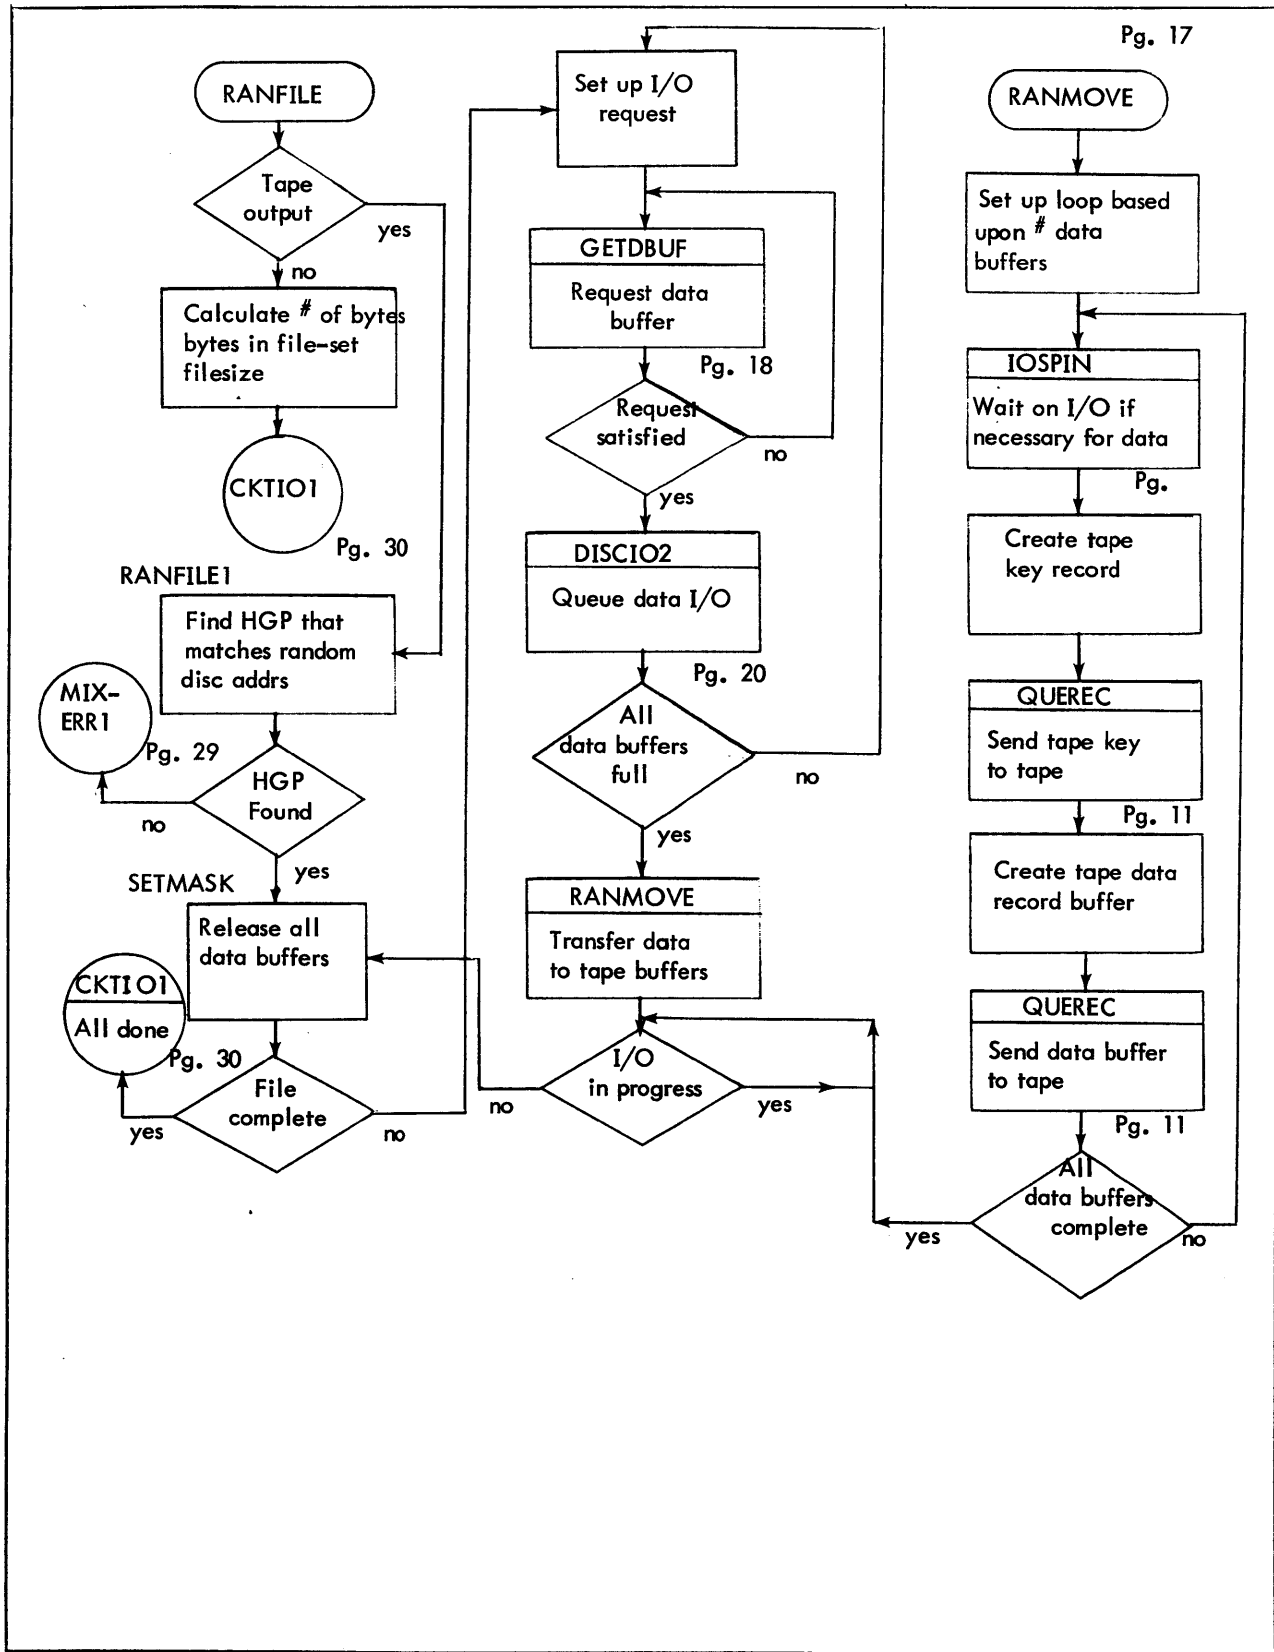 Pg. 17
RANFILE
Tape
output
yes
no
Calculate # of bytes
bytes in file-set
filesize
CKTIO1
Pg. 30
RANFILE1
Find HGP that
matches random
disc addrs
MIX-
ERR1
Pg. 29
HGP
Found
no
yes
SETMASK
Release all
data buffers
CKTIO1
All done
Pg. 30
File
complete
yes
no
Set up I/O
request
GETDBUF
Request data
buffer
Pg. 18
Request
satisfied
no
yes
DISCIO2
Queue data I/O
Pg. 20
All
data buffers
full
no
yes
RANMOVE
Transfer data
to tape buffers
I/O
in progress
no
yes
RANMOVE
Set up loop based
upon # data
buffers
IOSPIN
Wait on I/O if
necessary for data
Pg.
Create tape
key record
QUEREC
Send tape key
to tape
Pg. 11
Create tape data
record buffer
QUEREC
Send data buffer
to tape
Pg. 11
All
data buffers
complete
yes
no